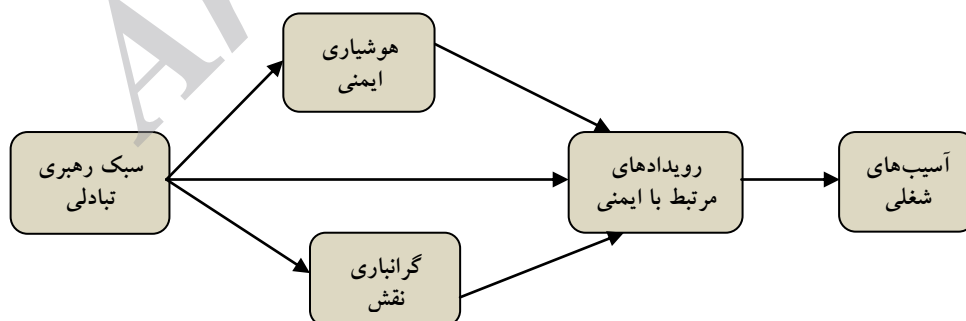 هوشیاری
ایمنی
سبک رهبری
تبادلی
رویدادهای
مرتبط با ایمنی
آسیب‌های
شغلی
گرانباری
نقش